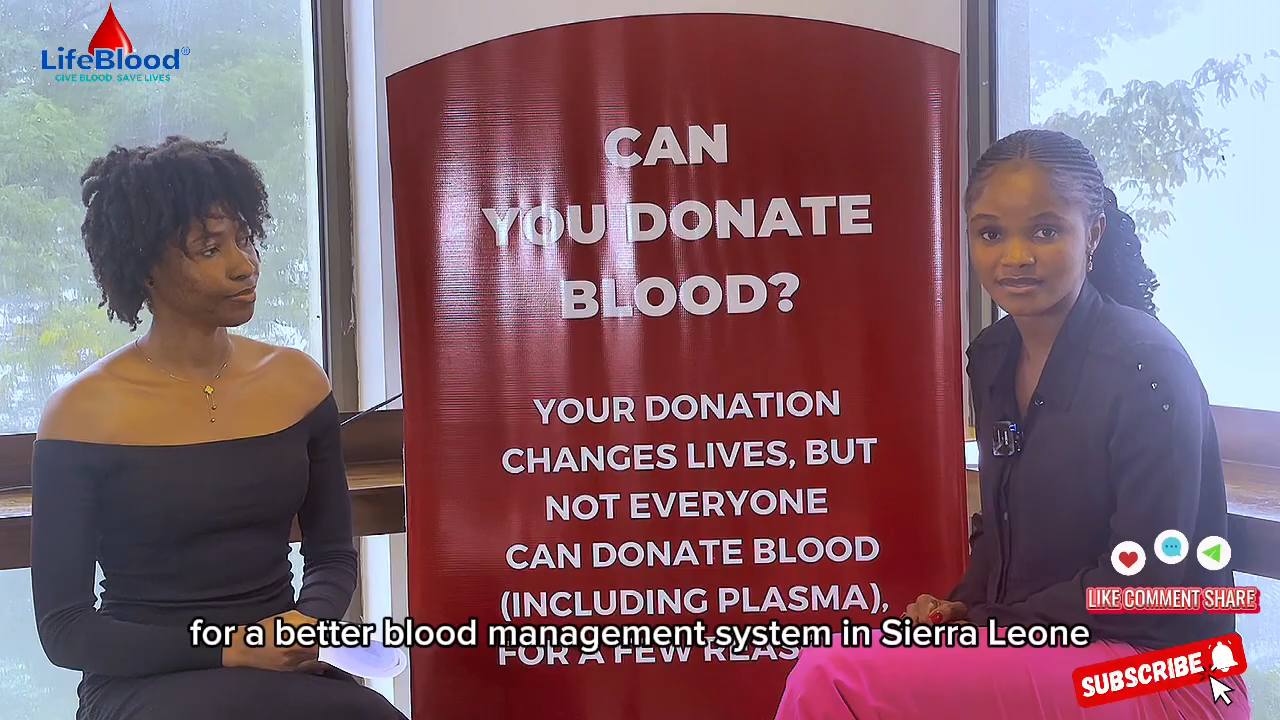 LifeBlood®
GIVE BLOOD SAVE LIVES
CAN
YOU DONATE
BLOOD?
YOUR DONATION
CHANGES LIVES, BUT
NOT EVERYONE
CAN DONATE BLOOD
(INCLUDING PLASMA),
FOR A FEW
for a better blood management system in Sierra Leone
LIKE COMMENT SHARE
SUBSCRIBE